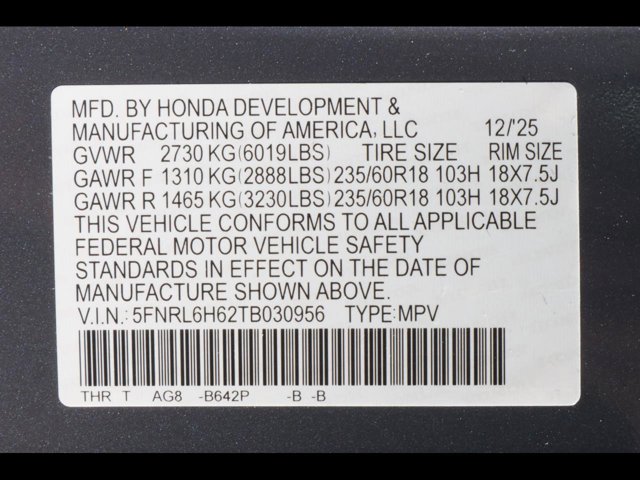 MFD. BY HONDA DEVELOPMENT &
MANUFACTURING OF AMERICA, LLC 12/'25
GVWR 2730 KG(6019LBS) TIRE SIZE RIM SIZE
GAWR F 1310 KG(2888LBS) 235/60R18 103H 18X7.5J
GAWR R 1465 KG(3230LBS) 235/60R18 103H 18X7.5J
THIS VEHICLE CONFORMS TO ALL APPLICABLE
FEDERAL MOTOR VEHICLE SAFETY
STANDARDS IN EFFECT ON THE DATE OF
MANUFACTURE SHOWN ABOVE.
V.I.N.: 5FNRL6H62TB030956 TYPE:MPV
THR T AG8 -B642P -B -B